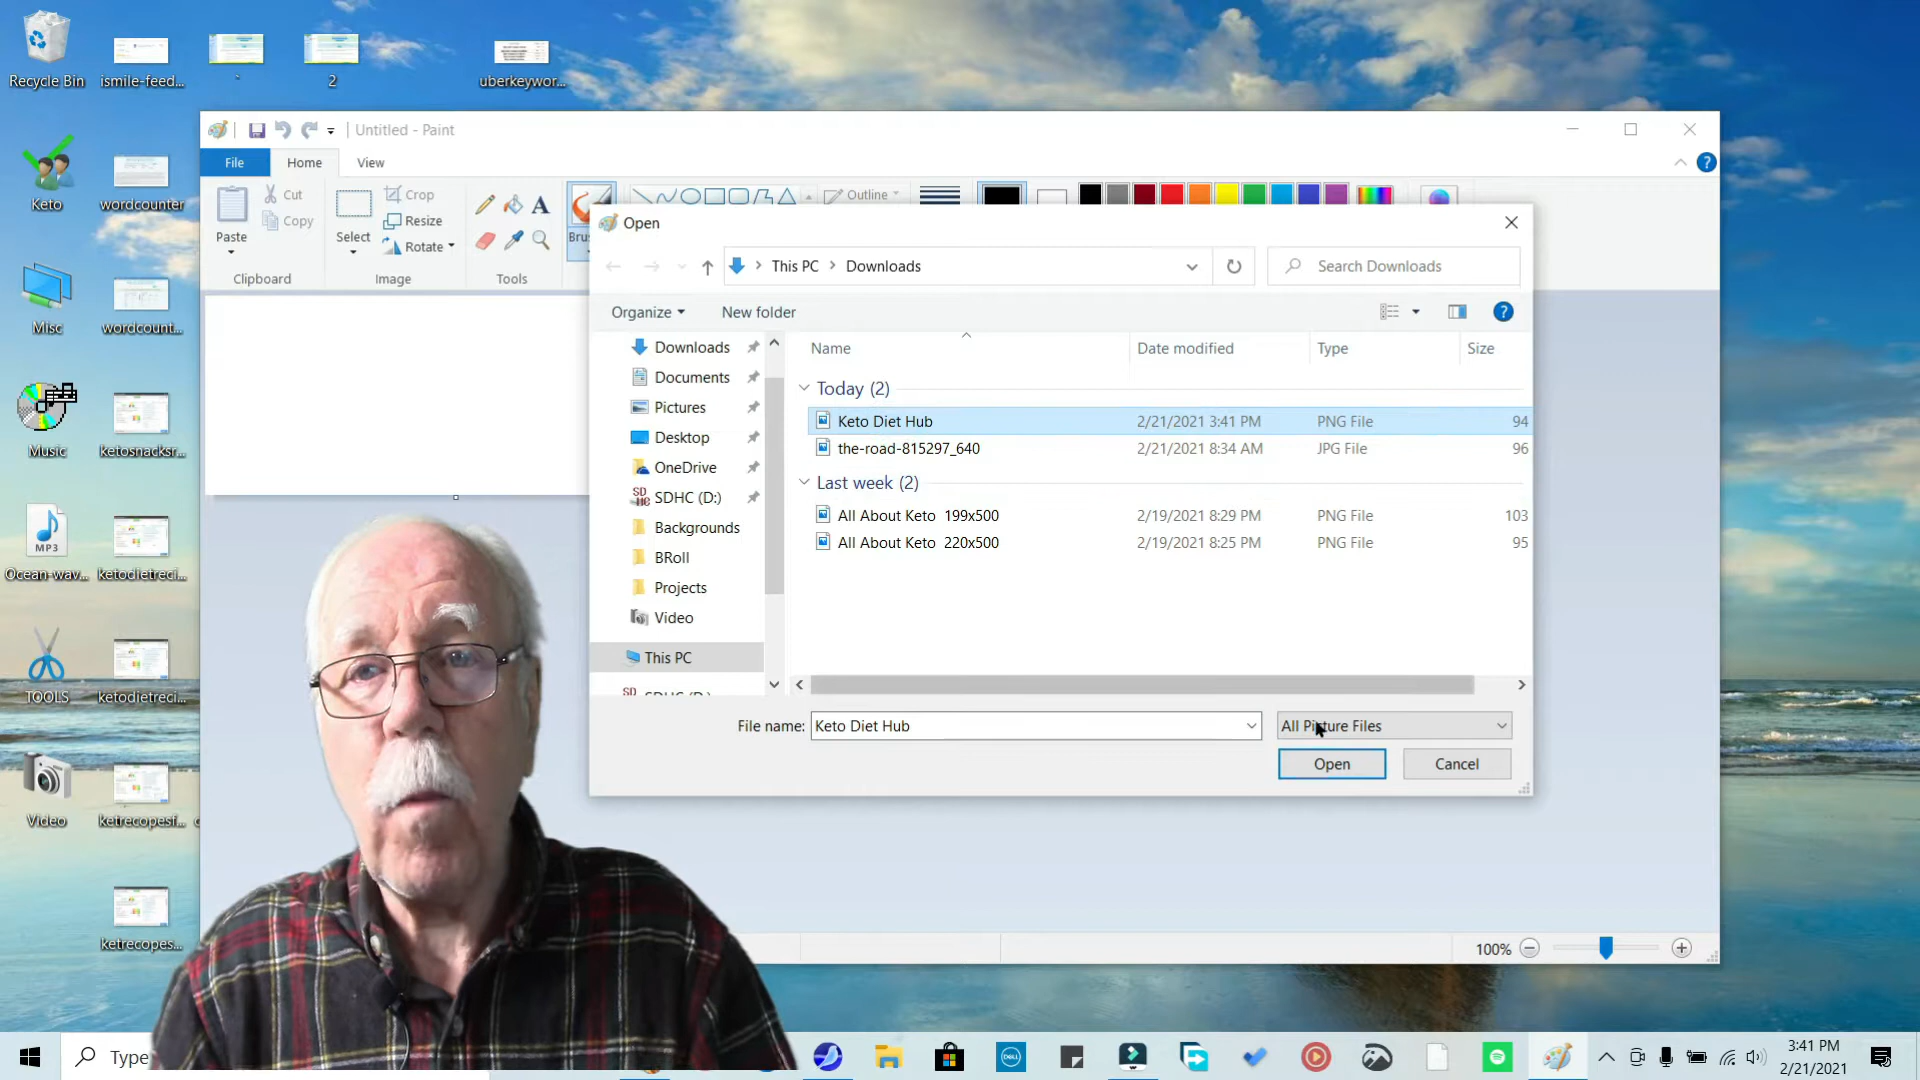 Recycle Bin
ismile-feed...
`
2
uberkeywor...
Keto
wordcounter
Misc
wordcount...
Music
ketosnacksr...
MP3
Ocean-wav...
ketodietreci...
TOOLS
ketodietreci...
Video
ketrecopesf...
ketrecopes...
Untitled - Paint
File
Home
View
Paste
Cut
Copy
Clipboard
Select
Crop
Resize
Rotate
Image
Tools
Outline
Open
This PC
Downloads
Search Downloads
Organize
New folder
Downloads
Documents
Pictures
Desktop
OneDrive
SDHC (D:)
Backgrounds
BRoll
Projects
Video
This PC
Name Date modified Type Size
Today (2)
Keto Diet Hub 2/21/2021 3:41 PM PNG File 94
the-road-815297_640 2/21/2021 8:34 AM JPG File 96
Last week (2)
All About Keto 199x500 2/19/2021 8:29 PM PNG File 103
All About Keto 220x500 2/19/2021 8:25 PM PNG File 95
File name: Keto Diet Hub
All Picture Files
Open
Cancel
100%
Type
DELL
3:41 PM
2/21/2021